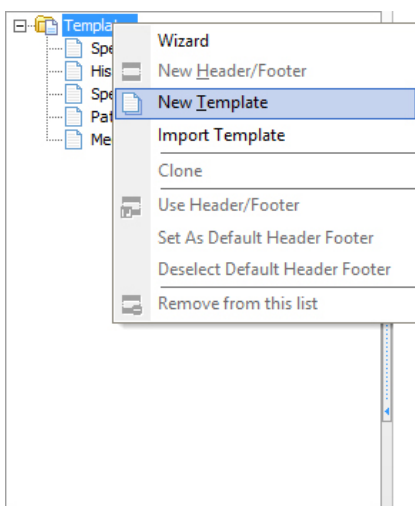 Templa
Spe
His
Spe
Pat
Me
Wizard
New Header/Footer
New Template
Import Template
Clone
Use Header/Footer
Set As Default Header Footer
Deselect Default Header Footer
Remove from this list